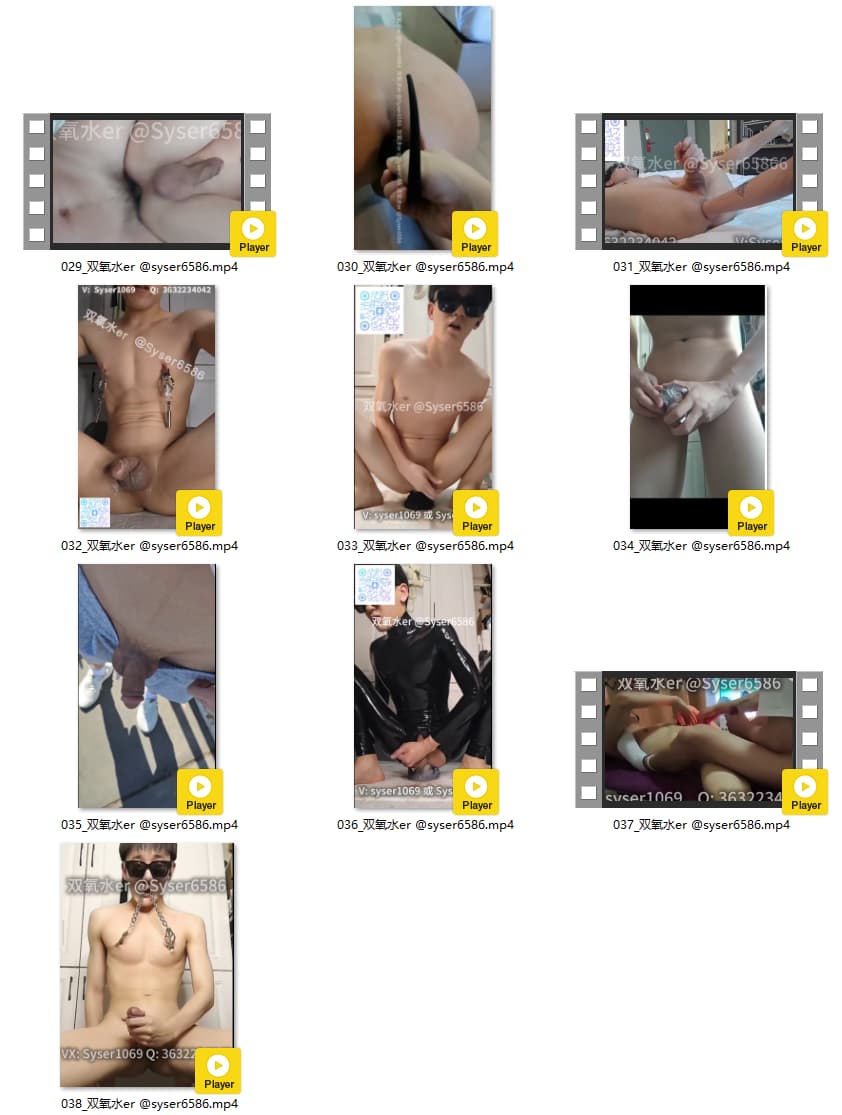 双氧水er @Syser658
Player
双氧水er @Syser65866
632234042
V:Syser
Player
Player
029_双氧水er @syser6586.mp4
030_双氧水er @syser6586.mp4
031_双氧水er @syser6586.mp4
V: Syser1069 Q: 3632234042
双氧水er @Syser6586
Player
双氧水er @Syser6586
V: syser1069 或 Sys
Player
Player
032_双氧水er @syser6586.mp4
033_双氧水er @syser6586.mp4
034_双氧水er @syser6586.mp4
Player
双氧水er @Syser6586
V: syser1069 或 Sys
Player
双氧水er @Syser6586
syser1069 Q: 3632234
Player
035_双氧水er @syser6586.mp4
036_双氧水er @syser6586.mp4
037_双氧水er @syser6586.mp4
双氧水er @Syser6586
VX: Syser1069 Q: 36322
Player
038_双氧水er @syser6586.mp4